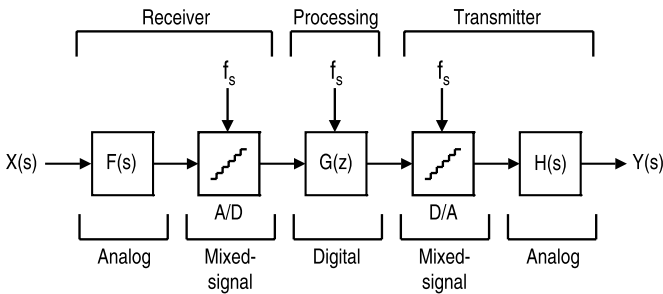 Receiver
Processing
Transmitter
fs
fs
fs
X(s)
F(s)
G(z)
H(s)
Y(s)
A/D
D/A
Analog
Mixed-
signal
Digital
Mixed-
signal
Analog